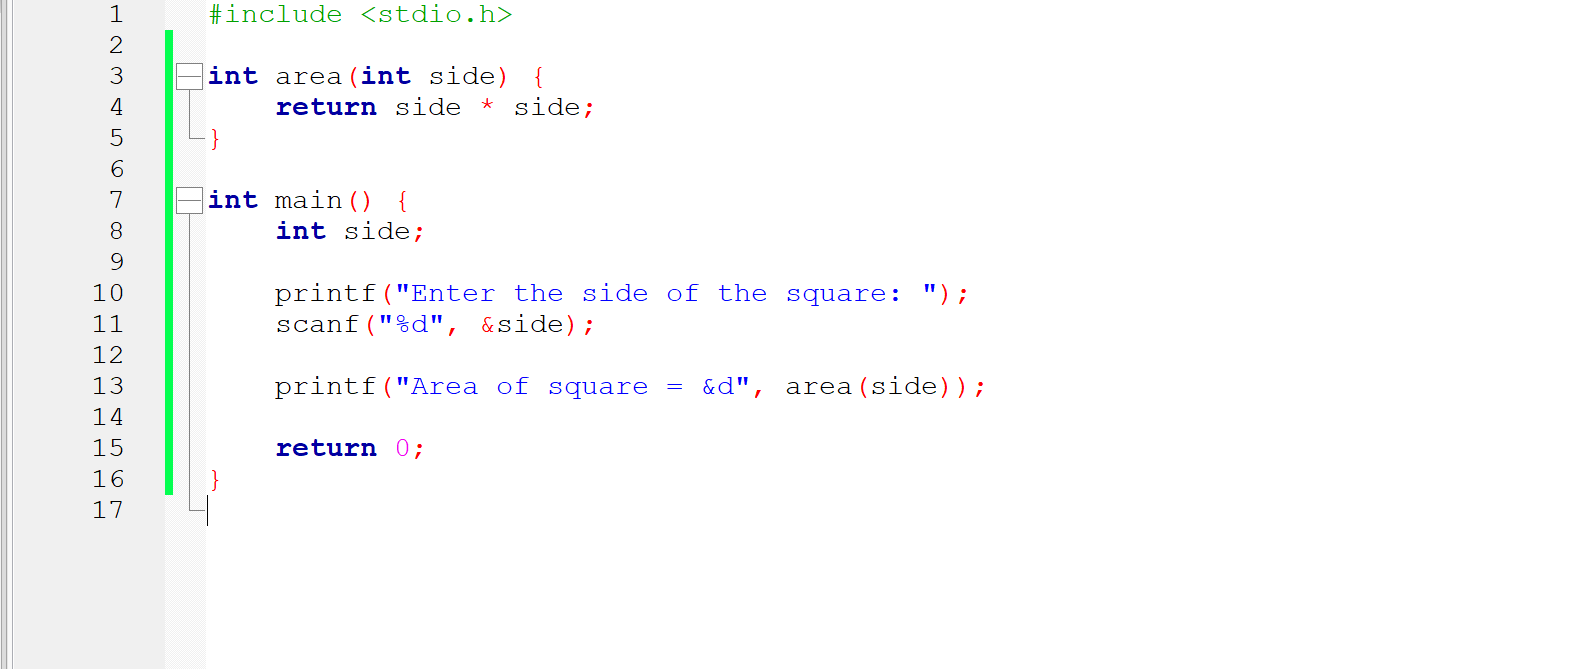 1 #include <stdio.h>
2
3 int area(int side) {
4     return side * side;
5 }
6
7 int main() {
8     int side;
9
10     printf("Enter the side of the square: ");
11     scanf("%d", &side);
12
13     printf("Area of square = &d", area(side));
14
15     return 0;
16 }
17